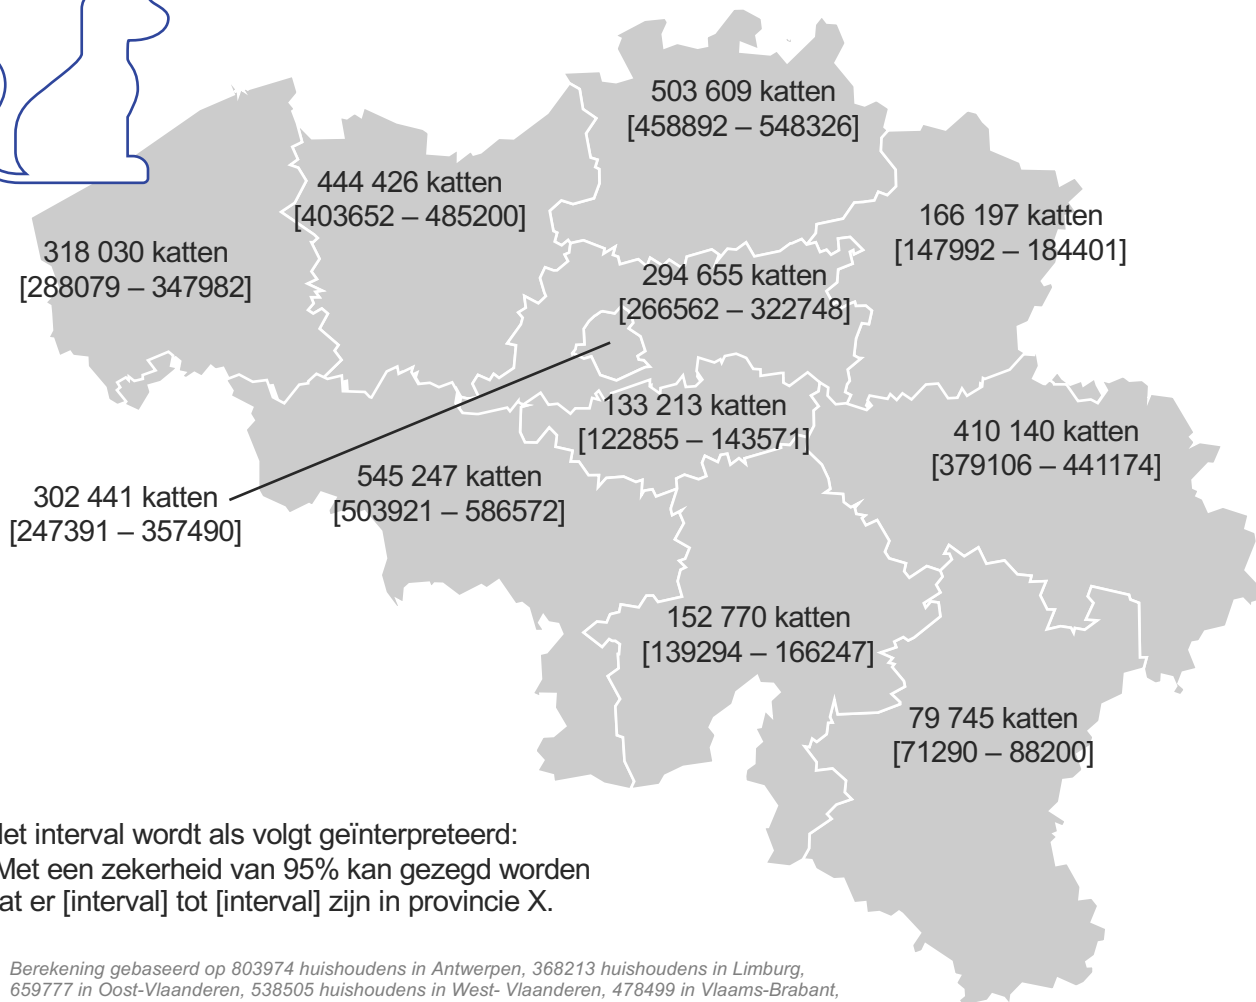 503 609 katten
[458892 – 548326]
444 426 katten
[403652 – 485200]
166 197 katten
[147992 – 184401]
318 030 katten
[288079 – 347982]
294 655 katten
[266562 – 322748]
133 213 katten
[122855 – 143571]
410 140 katten
[379106 – 441174]
545 247 katten
[503921 – 586572]
302 441 katten
[247391 – 357490]
152 770 katten
[139294 – 166247]
79 745 katten
[71290 – 88200]
interval wordt als volgt geïnterpreteerd:
Met een zekerheid van 95% kan gezegd worden
er [interval] tot [interval] zijn in provincie X.
Berekening gebaseerd op 803974 huishoudens in Antwerpen, 368213 huishoudens in Limburg,
659777 in Oost-Vlaanderen, 538505 huishoudens in West- Vlaanderen, 478499 in Vlaams-Brabant,